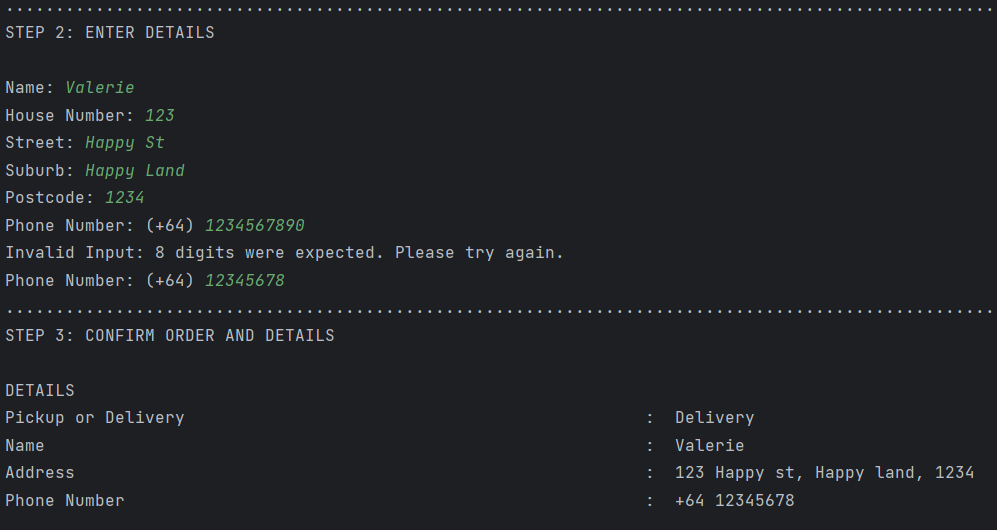 STEP 2: ENTER DETAILS
Name: Valerie
House Number: 123
Street: Happy St
Suburb: Happy Land
Postcode: 1234
Phone Number: (+64) 1234567890
Invalid Input: 8 digits were expected. Please try again.
Phone Number: (+64) 12345678
STEP 3: CONFIRM ORDER AND DETAILS
DETAILS
Pickup or Delivery : Delivery
Name : Valerie
Address : 123 Happy st, Happy land, 1234
Phone Number : +64 12345678